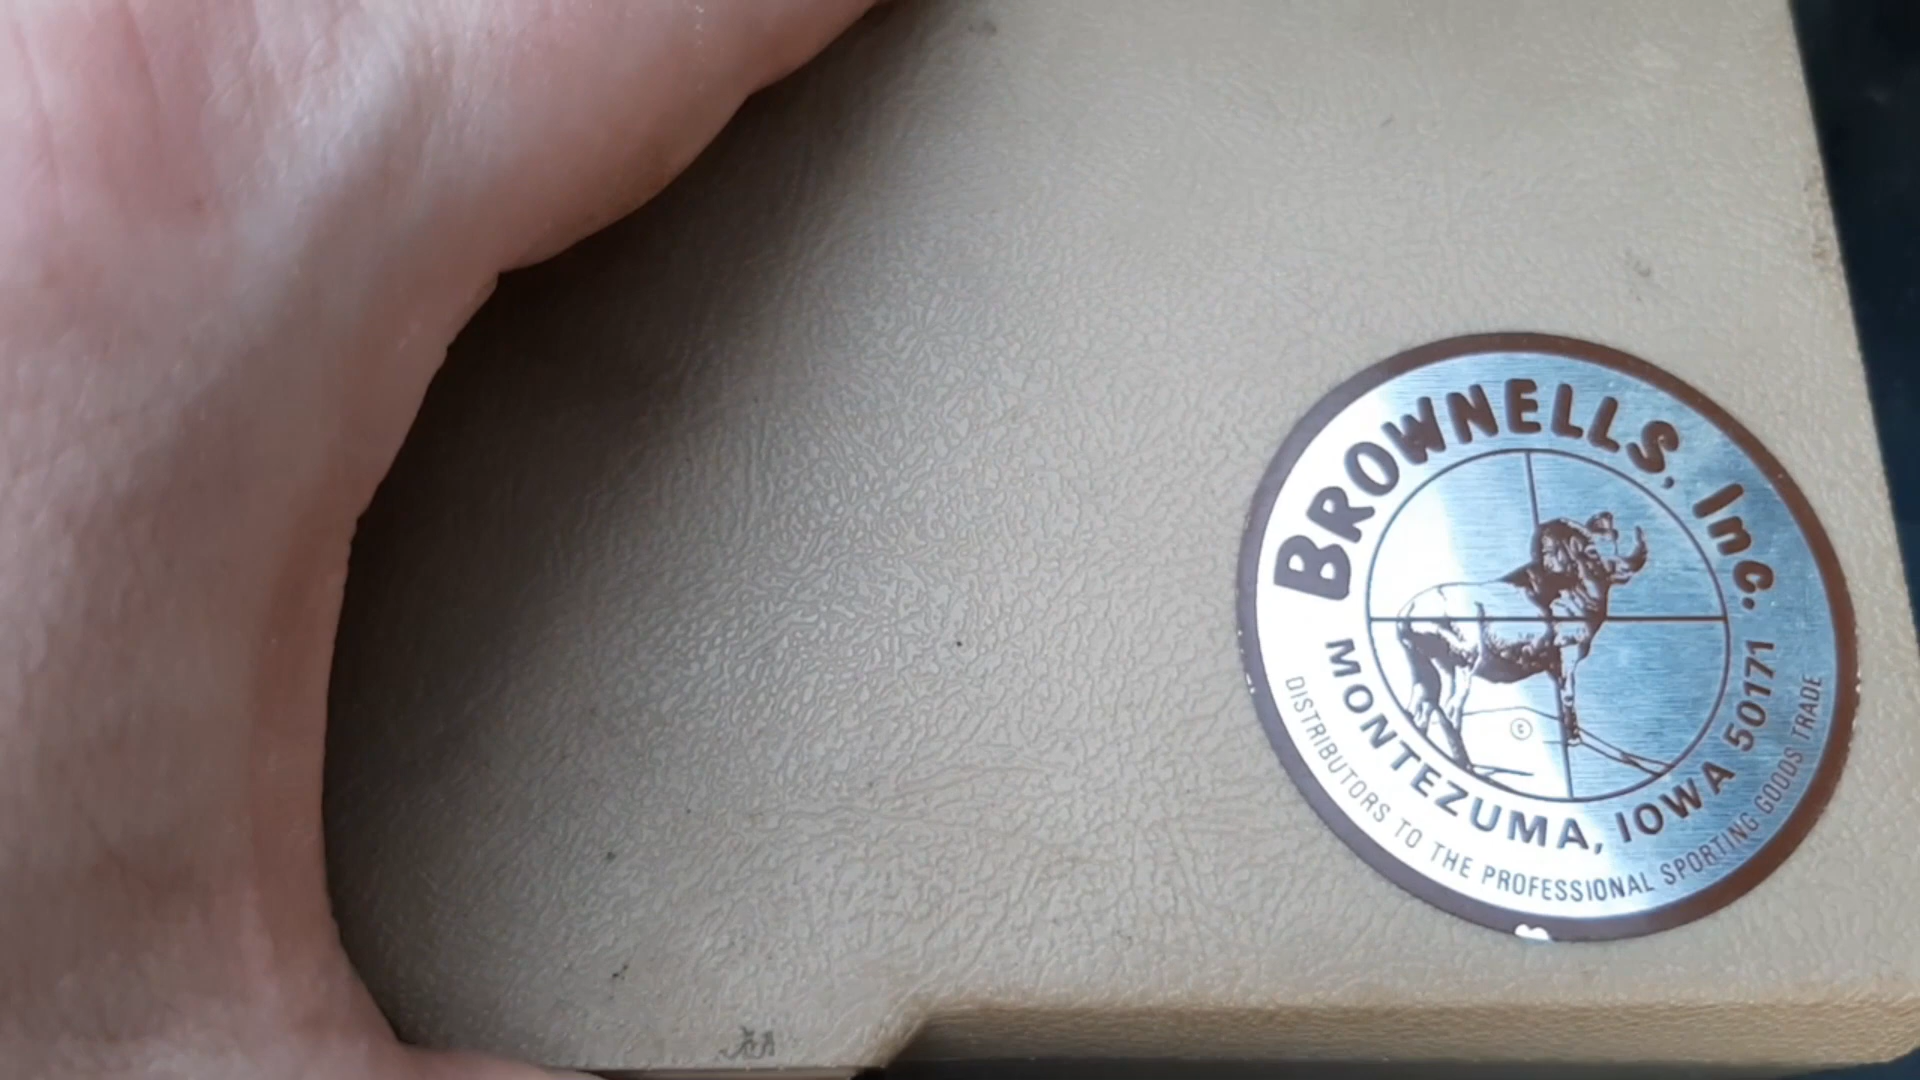 BROWNELLS, Inc.
MONTEZUMA, IOWA 50171
DISTRIBUTORS TO THE PROFESSIONAL SPORTING GOODS TRADE
©